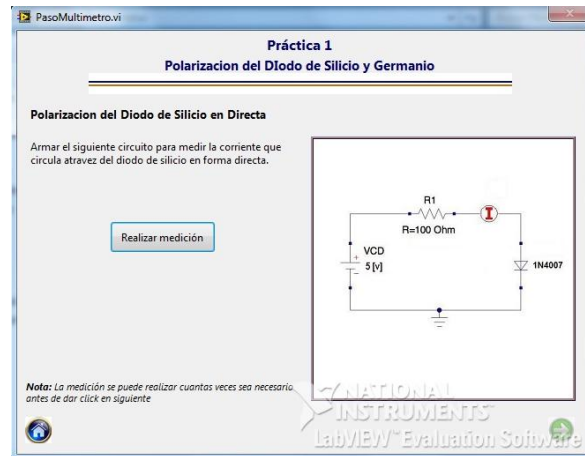 PasoMultimetro.vi
Práctica 1
Polarizacion del DIodo de Silicio y Germanio
Polarizacion del Diodo de Silicio en Directa
Armar el siguiente circuito para medir la corriente que
circula atravez del diodo de silicio en forma directa.
Realizar medición
R1
R=100 Ohm
I
VCD
5 [v]
+
-
1N4007
Nota: La medición se puede realizar cuantas veces sea necesario
antes de dar click en siguiente
NATIONAL
INSTRUMENTS
LabVIEW Evaluation Software